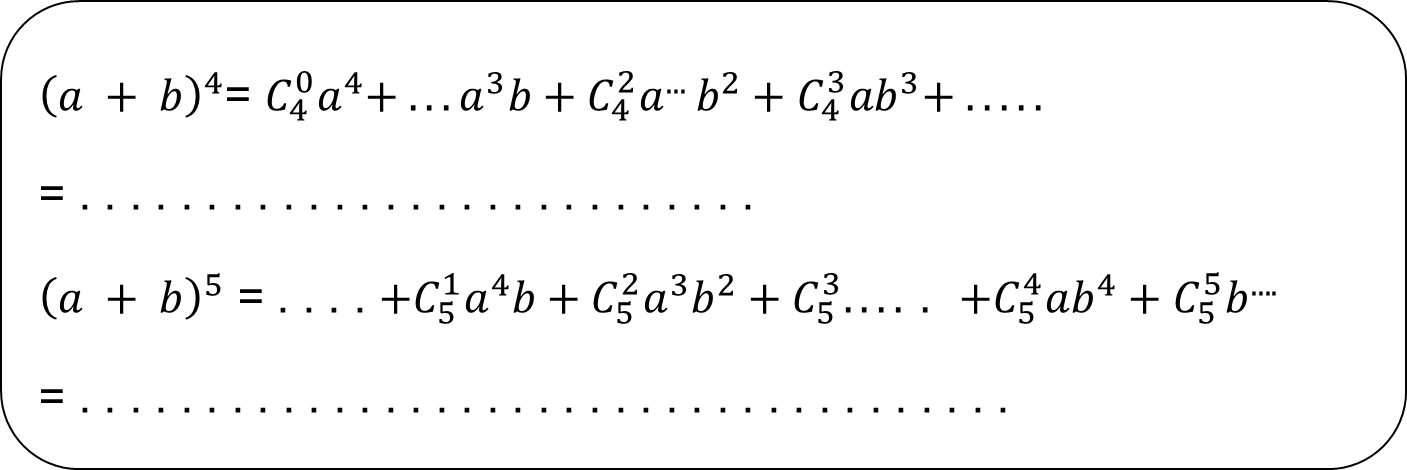 (a + b)⁴= C₄⁰a⁴+ ...a³b + C₄²a^{...} b² + C₄³ab³+ .....
= . . . . . . . . . . . . . . . . . . . . . . . . . . .
(a + b)⁵ = . . . . +C₅¹a⁴b + C₅²a³b² + C₅³..... . +C₅⁴ab⁴ + C₅⁵b^{....}
= . . . . . . . . . . . . . . . . . . . . . . . . . . . . . . . . . . . . .